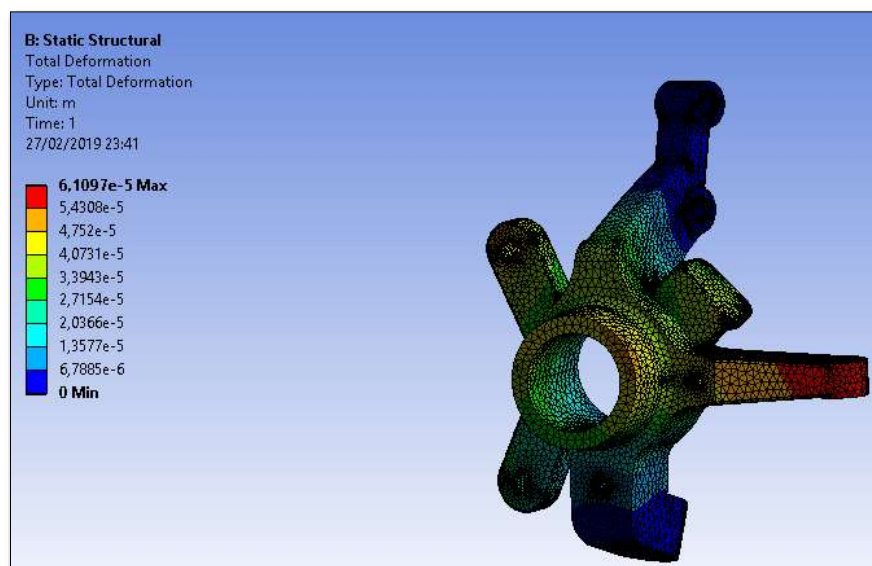 B: Static Structural
Total Deformation
Type: Total Deformation
Unit: m
Time: 1
27/02/2019 23:41
6,1097e-5 Max
5,4308e-5
4,752e-5
4,0731e-5
3,3943e-5
2,7154e-5
2,0366e-5
1,3577e-5
6,7885e-6
0 Min